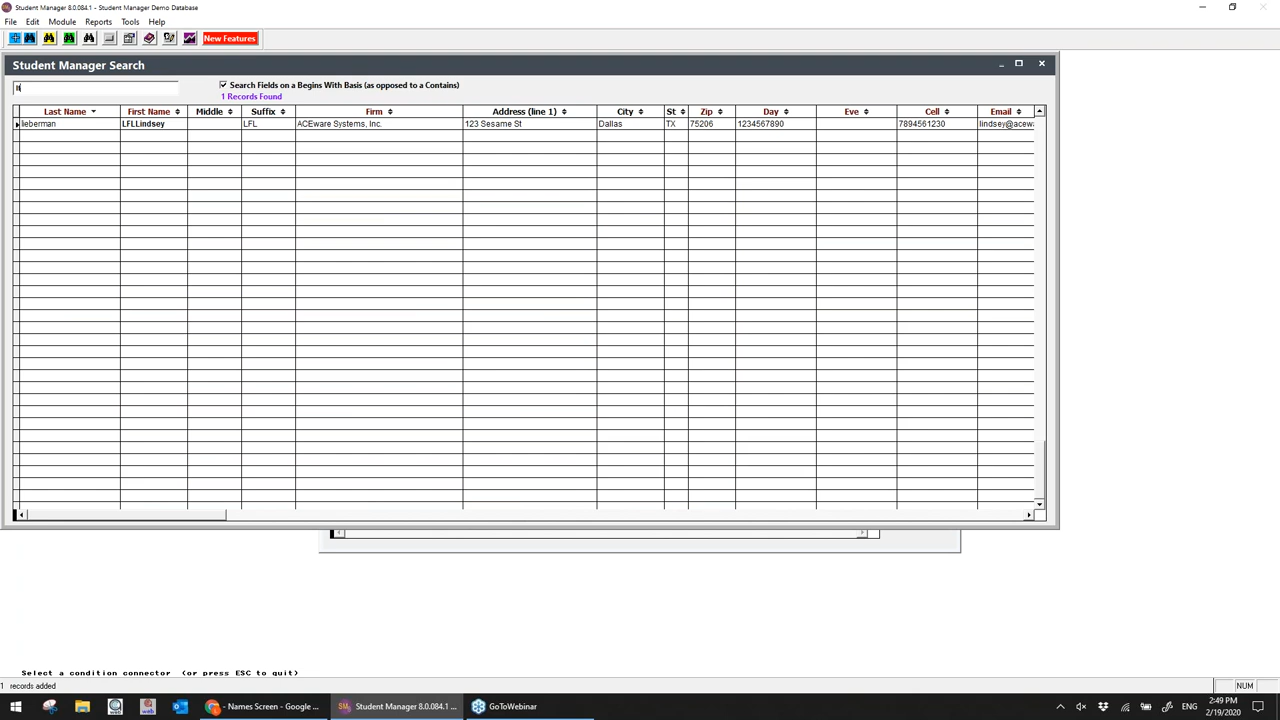 Student Manager 8.0.084.1 - Student Manager Demo Database
File Edit Module Reports Tools Help
New Features
Student Manager Search
Search Fields on a Begins With Basis (as opposed to a Contains)
1 Records Found
Last Name First Name Middle Suffix Firm Address (line 1) City St Zip Day Eve Cell Email
lieberman LFLLindsey LFL ACEware Systems, Inc. 123 Sesame St Dallas TX 75206 1234567890 7894561230 lindsey@acewa
Select a condition connector (or press ESC to quit)
1 records added
NUM
- Names Screen - Google ...
Student Manager 8.0.084.1 ...
GoToWebinar
ENG
2:49 PM
2/19/2020